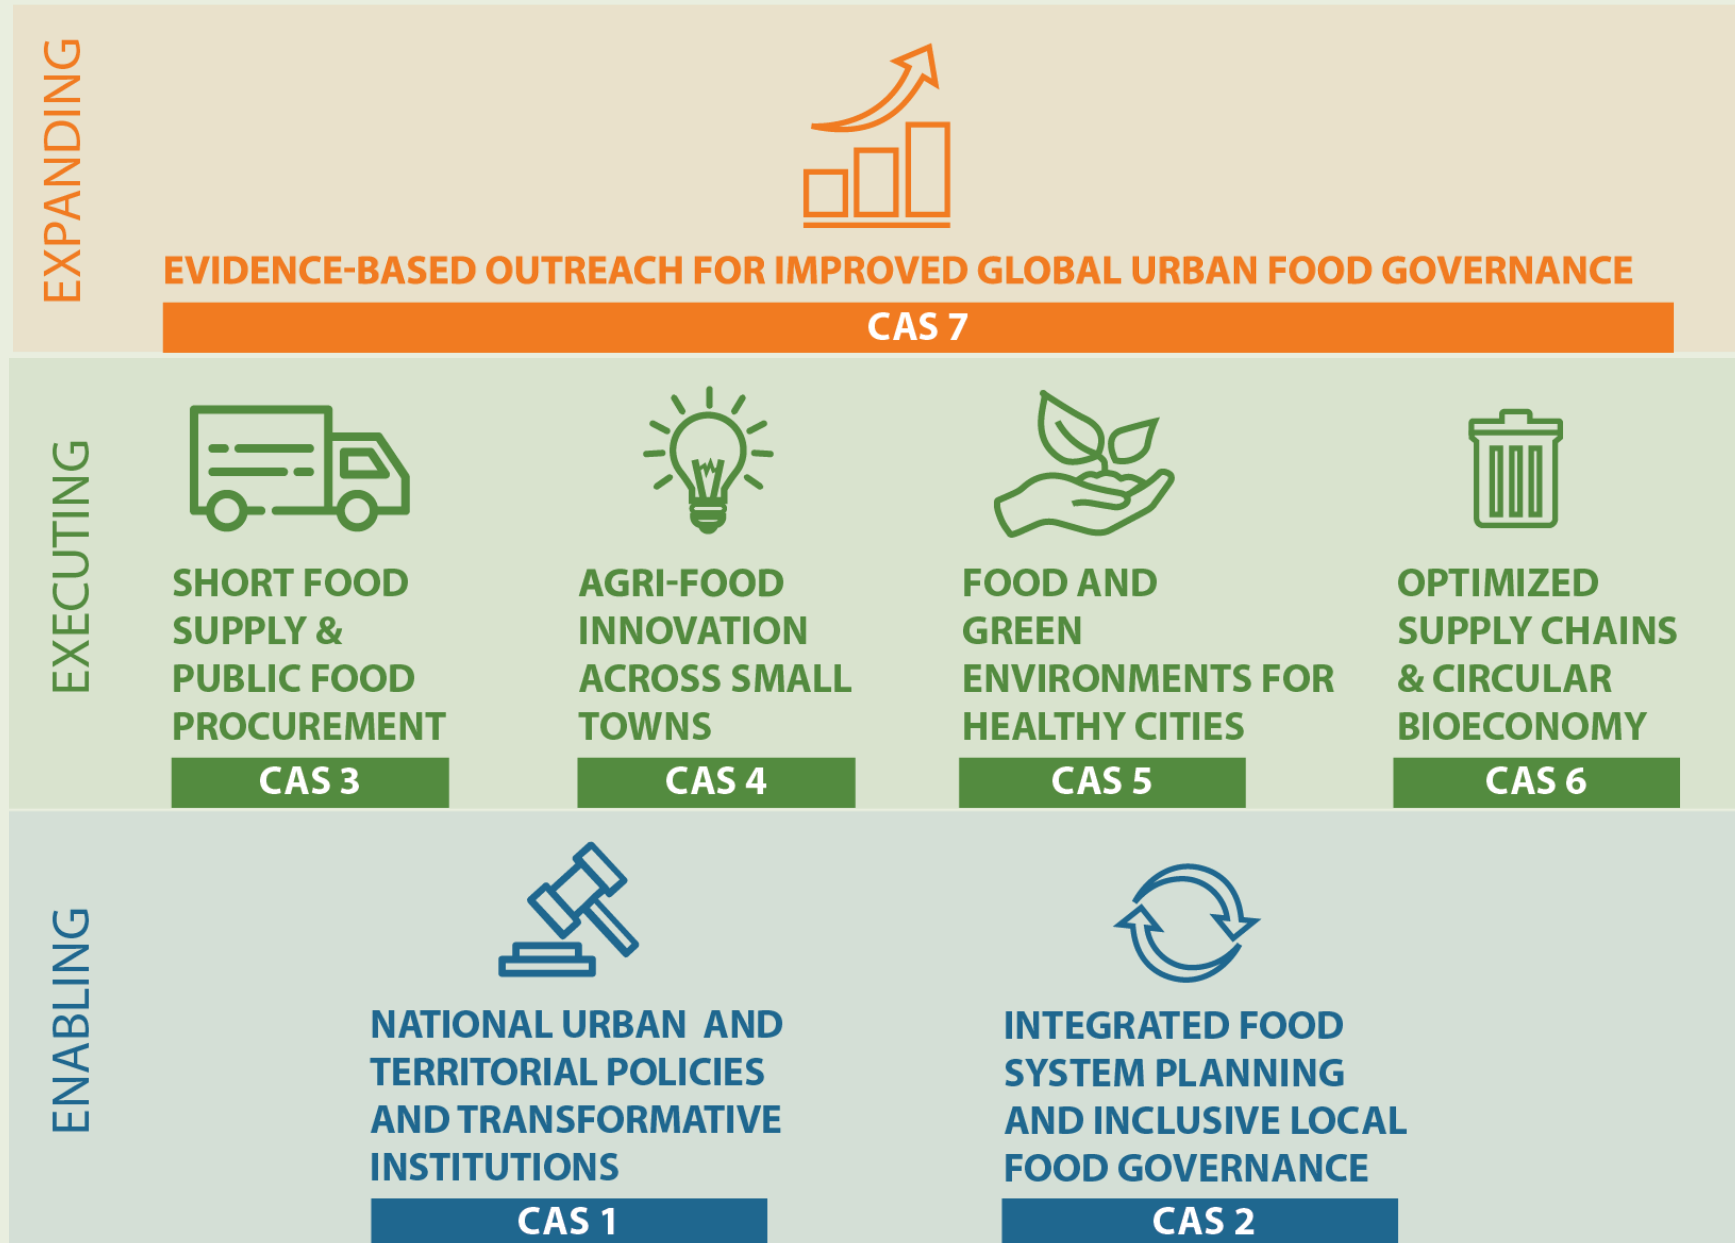 EXPANDING
EVIDENCE-BASED OUTREACH FOR IMPROVED GLOBAL URBAN FOOD GOVERNANCE
CAS 7
EXECUTING
SHORT FOOD
SUPPLY &
PUBLIC FOOD
PROCUREMENT
CAS 3
AGRI-FOOD
INNOVATION
ACROSS SMALL
TOWNS
CAS 4
FOOD AND
GREEN
ENVIRONMENTS FOR
HEALTHY CITIES
CAS 5
OPTIMIZED
SUPPLY CHAINS
& CIRCULAR
BIOECONOMY
CAS 6
ENABLING
NATIONAL URBAN AND
TERRITORIAL POLICIES
AND TRANSFORMATIVE
INSTITUTIONS
CAS 1
INTEGRATED FOOD
SYSTEM PLANNING
AND INCLUSIVE LOCAL
FOOD GOVERNANCE
CAS 2